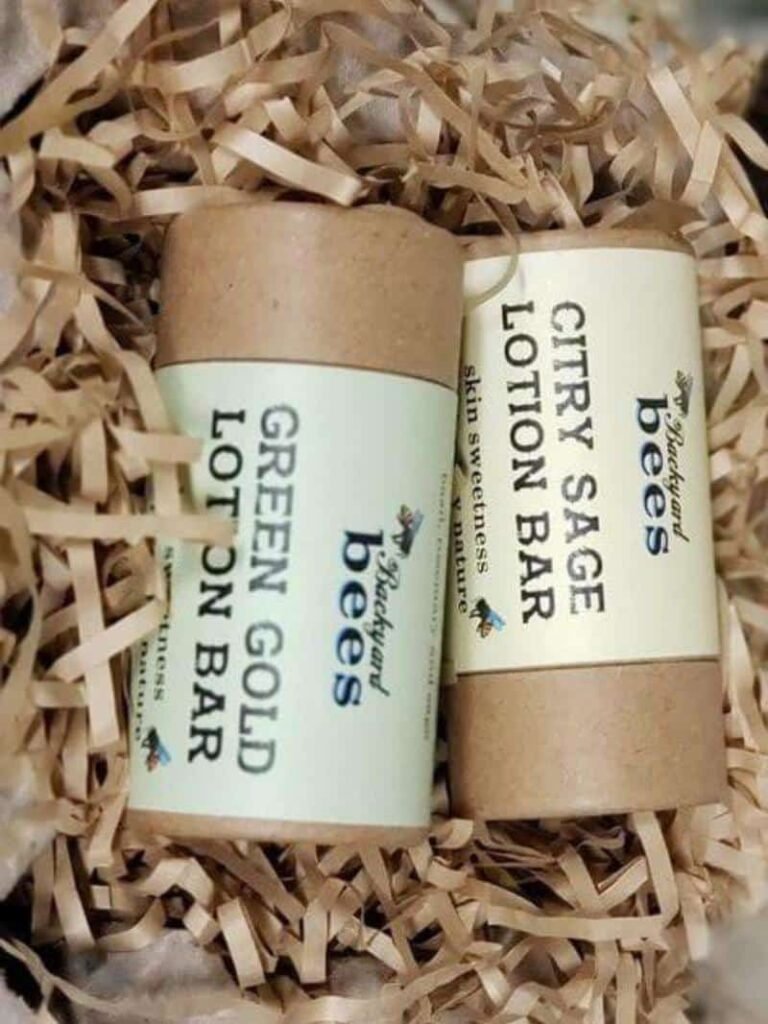 Backyard
bees
GREEN GOLD
LOTION BAR
Backyard
bees
CITRY SAGE
LOTION BAR
skin sweetness
y nature